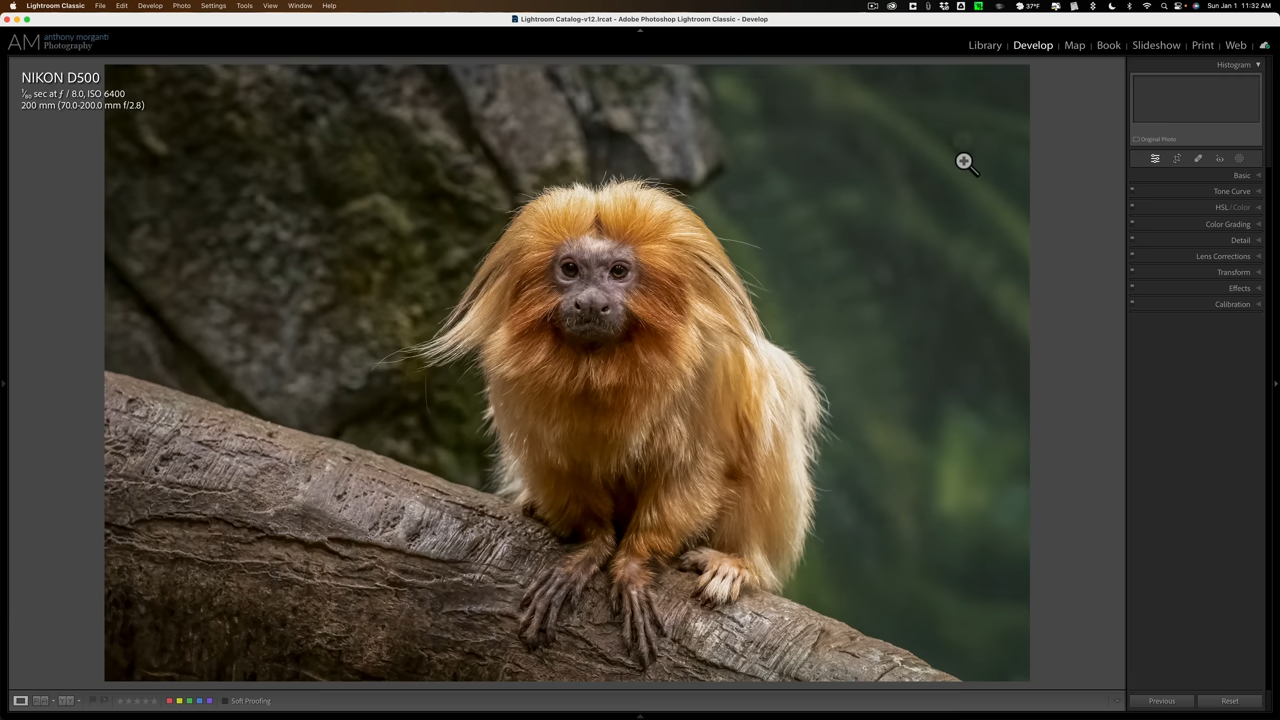 Lightroom Classic File Edit Develop Photo Settings Tools View Window Help 37°F Sun Jan 1 11:32 AM
Lightroom Catalog-v12.lrcat - Adobe Photoshop Lightroom Classic - Develop
AM anthony morganti
Photography
Library Develop Map Book Slideshow Print Web
Histogram
NIKON D500
1/80 sec at ƒ / 8.0, ISO 6400
200 mm (70.0-200.0 mm f/2.8)
Original Photo
Basic
Tone Curve
HSL / Color
Color Grading
Detail
Lens Corrections
Transform
Effects
Calibration
Soft Proofing
Previous Reset